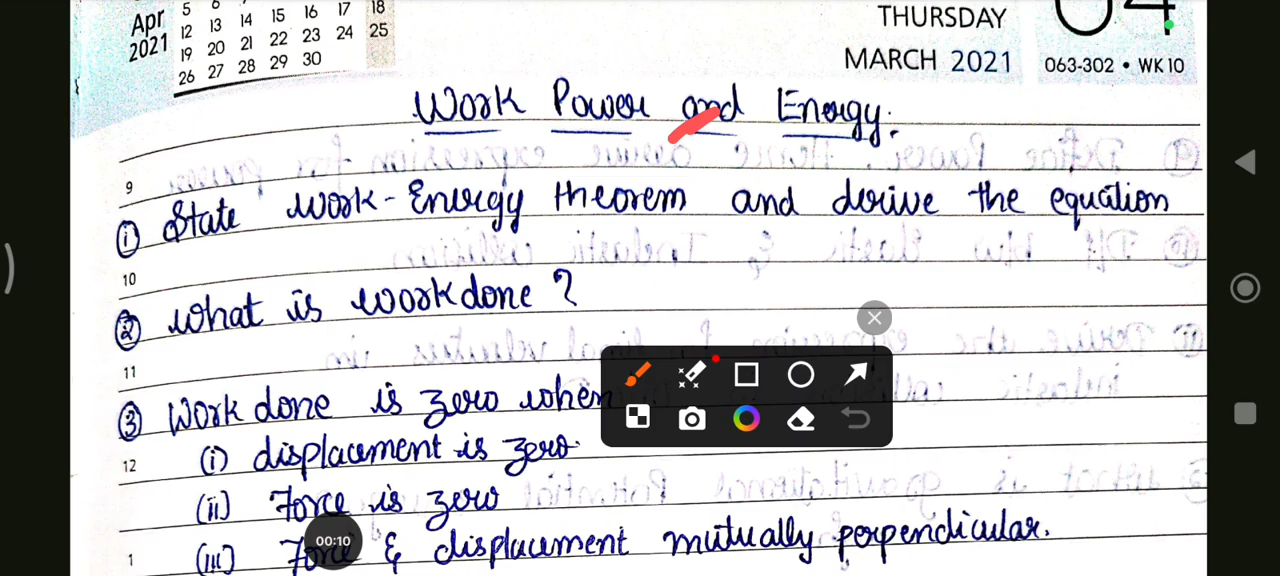 Apr 2021
5 6 17 18
12 13 14 15 16 24 25
19 20 21 22 23
26 27 28 29 30
THURSDAY
MARCH 2021
04
063-302 • WK 10
Work Power and Energy.
9
① State work-Energy theorem and derive the equation
10
② What is workdone ?
11
③ Work done is zero when
12
(i) displacement is zero.
(ii) Force is zero
1
(iii) Force & displacement mutually perpendicular.
00:10